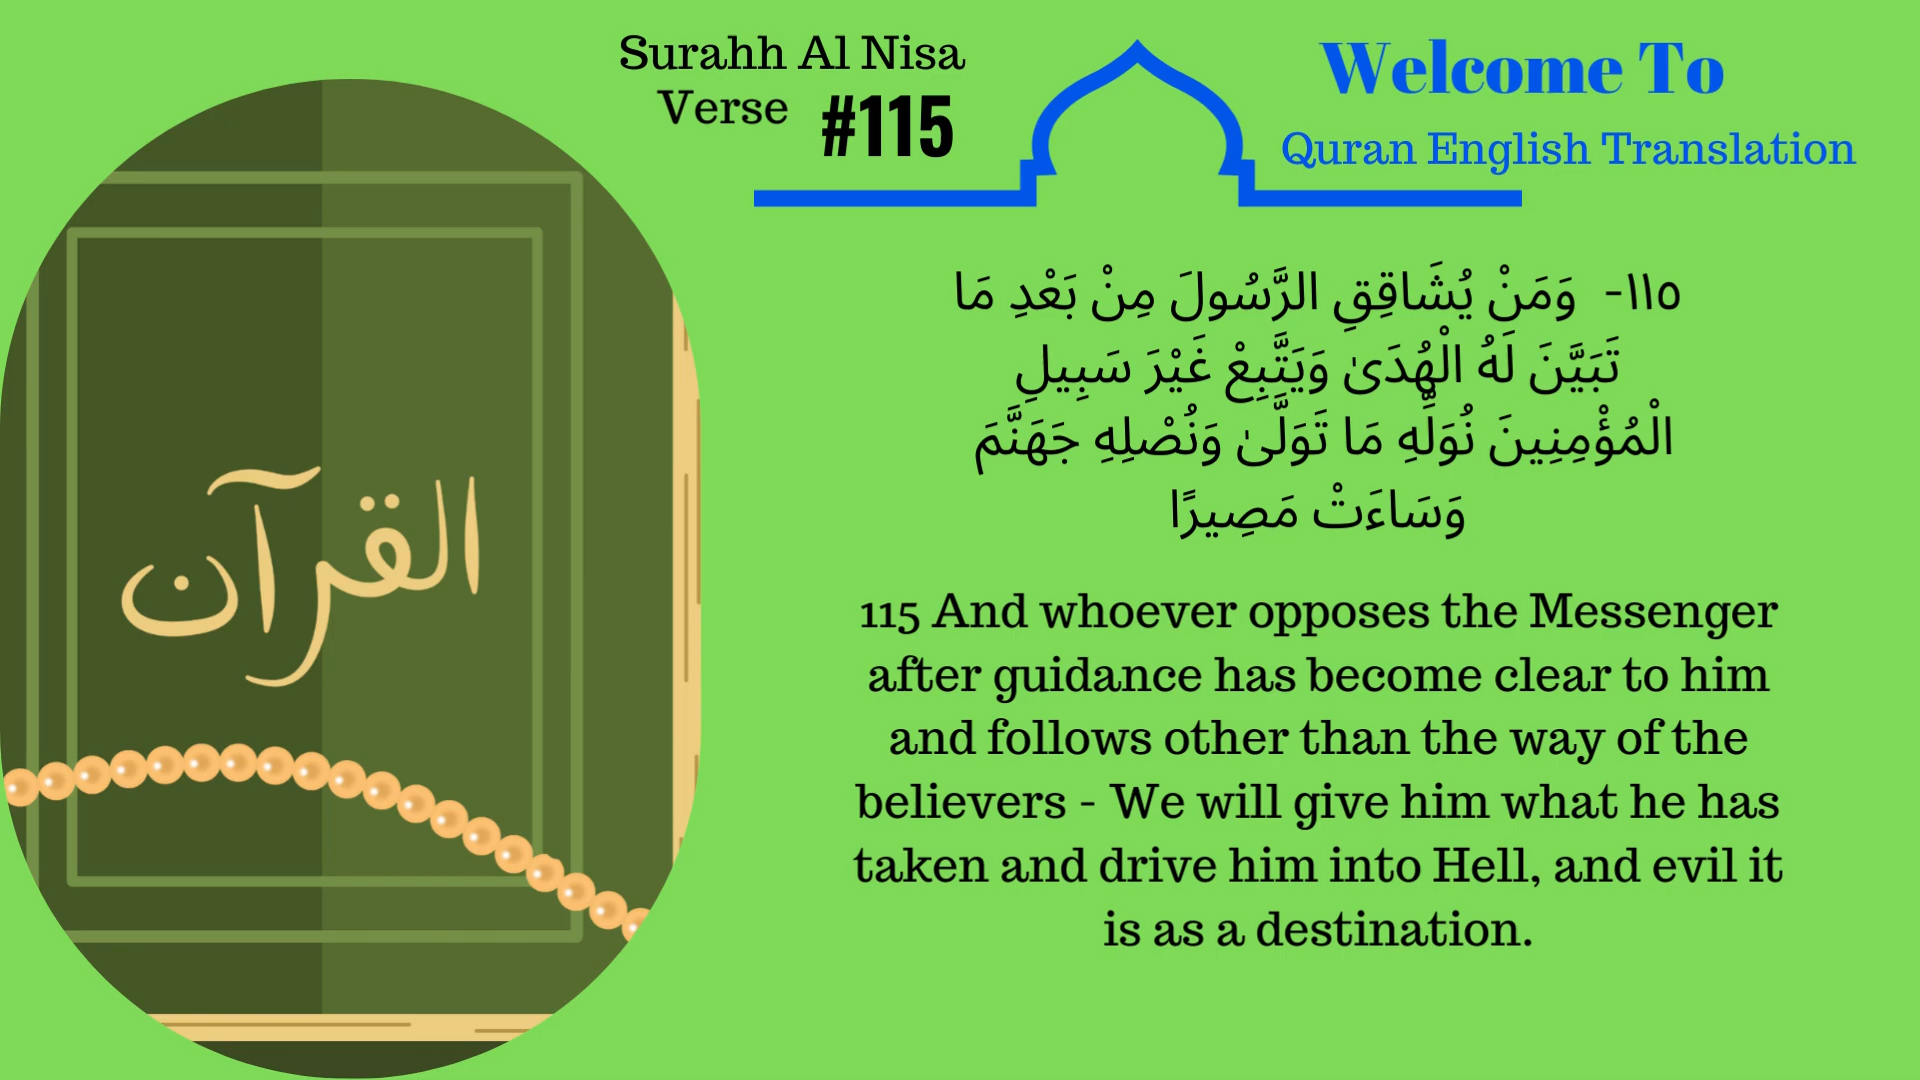 Surahh Al Nisa
Verse #115
Welcome To
Quran English Translation
القرآن
١١٥- وَمَنْ يُشَاقِقِ الرَّسُولَ مِنْ بَعْدِ مَا
تَبَيَّنَ لَهُ الْهُدَىٰ وَيَتَّبِعْ غَيْرَ سَبِيلِ
الْمُؤْمِنِينَ نُوَلِّهِ مَا تَوَلَّىٰ وَنُصْلِهِ جَهَنَّمَ
وَسَاءَتْ مَصِيرًا
115 And whoever opposes the Messenger
after guidance has become clear to him
and follows other than the way of the
believers - We will give him what he has
taken and drive him into Hell, and evil it
is as a destination.